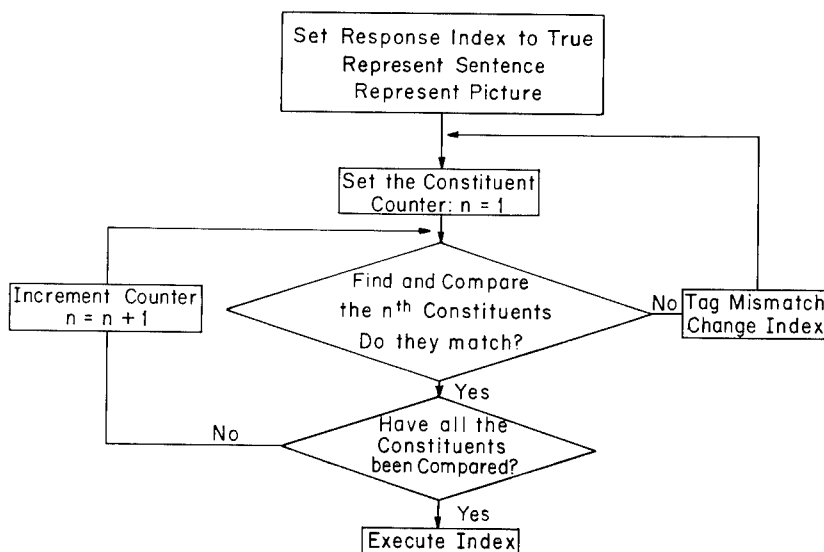 Set Response Index to True
Represent Sentence
Represent Picture
Set the Constituent
Counter: n = 1
Find and Compare
the nth Constituents
Do they match?
No
Tag Mismatch
Change Index
Increment Counter
n = n + 1
Yes
Have all the
Constituents
been Compared?
No
Yes
Execute Index